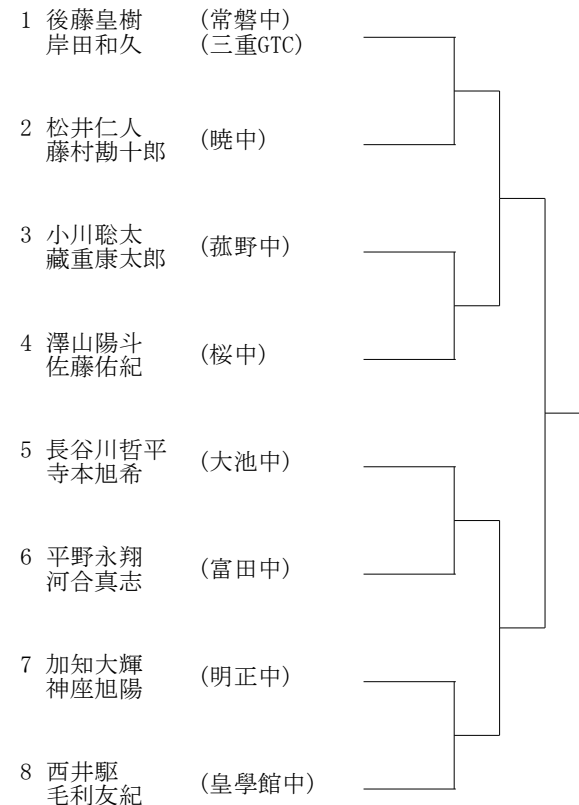 1 後藤皇樹 (常磐中)
岸田和久 (三重GTC)
2 松井仁人 (暁中)
藤村勘十郎
3 小川聡太 (菰野中)
藏重康太郎
4 澤山陽斗 (桜中)
佐藤佑紀
5 長谷川哲平 (大池中)
寺本旭希
6 平野永翔 (富田中)
河合真志
7 加知大輝 (明正中)
神座旭陽
8 西井駆 (皇學館中)
毛利友紀